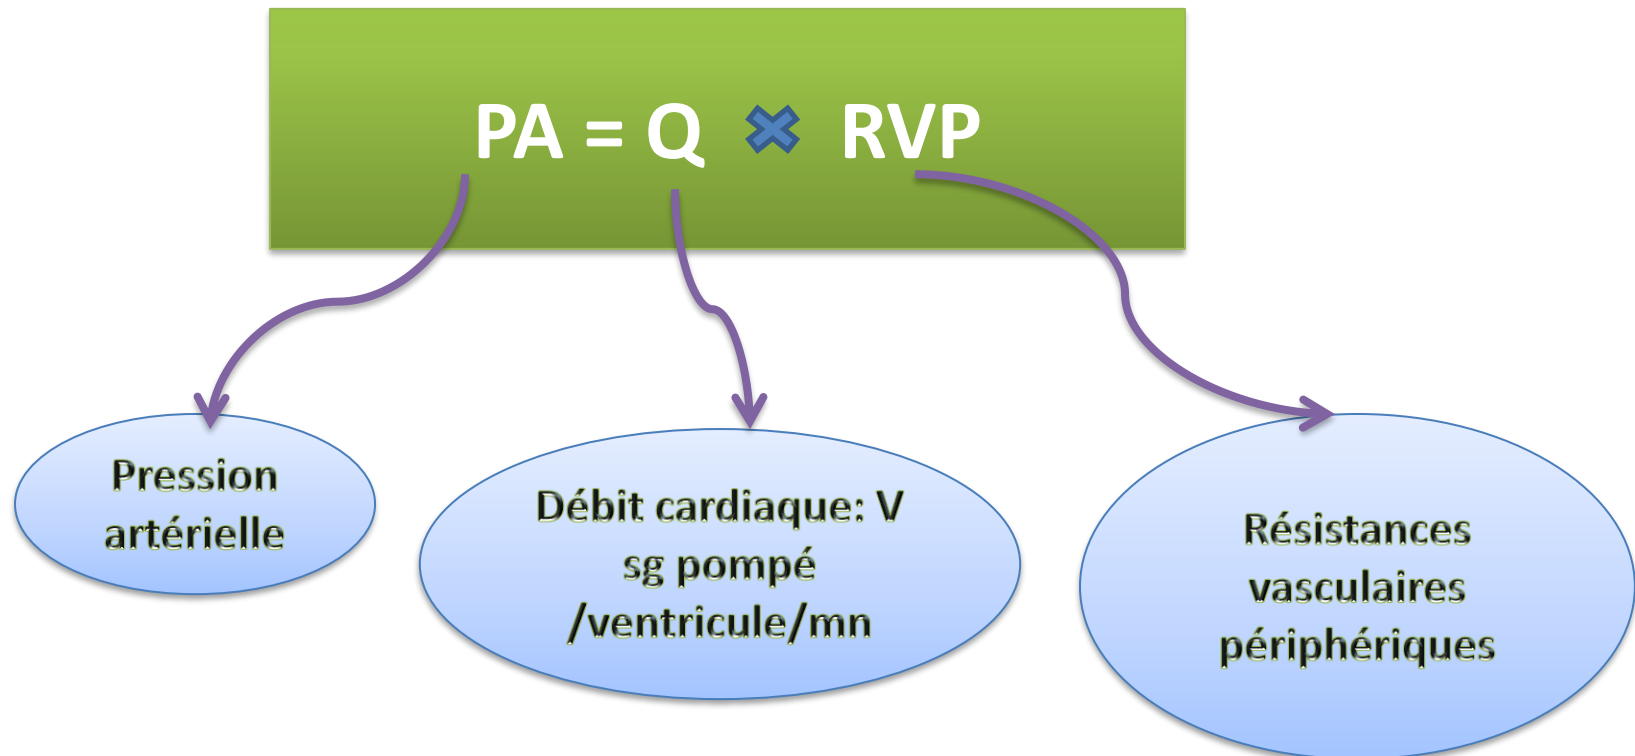 PA = Q ✖ RVP
Pression
artérielle
Débit cardiaque: V
sg pompé
/ventricule/mn
Résistances
vasculaires
périphériques